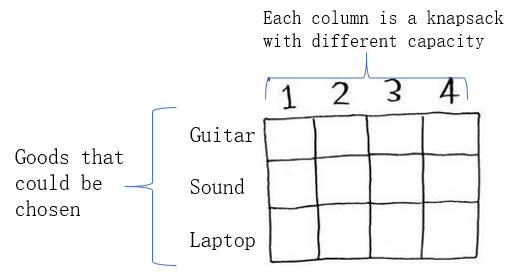 Each column is a knapsack
with different capacity
1 2 3 4
Guitar
Goods that
could be
chosen
Sound
Laptop